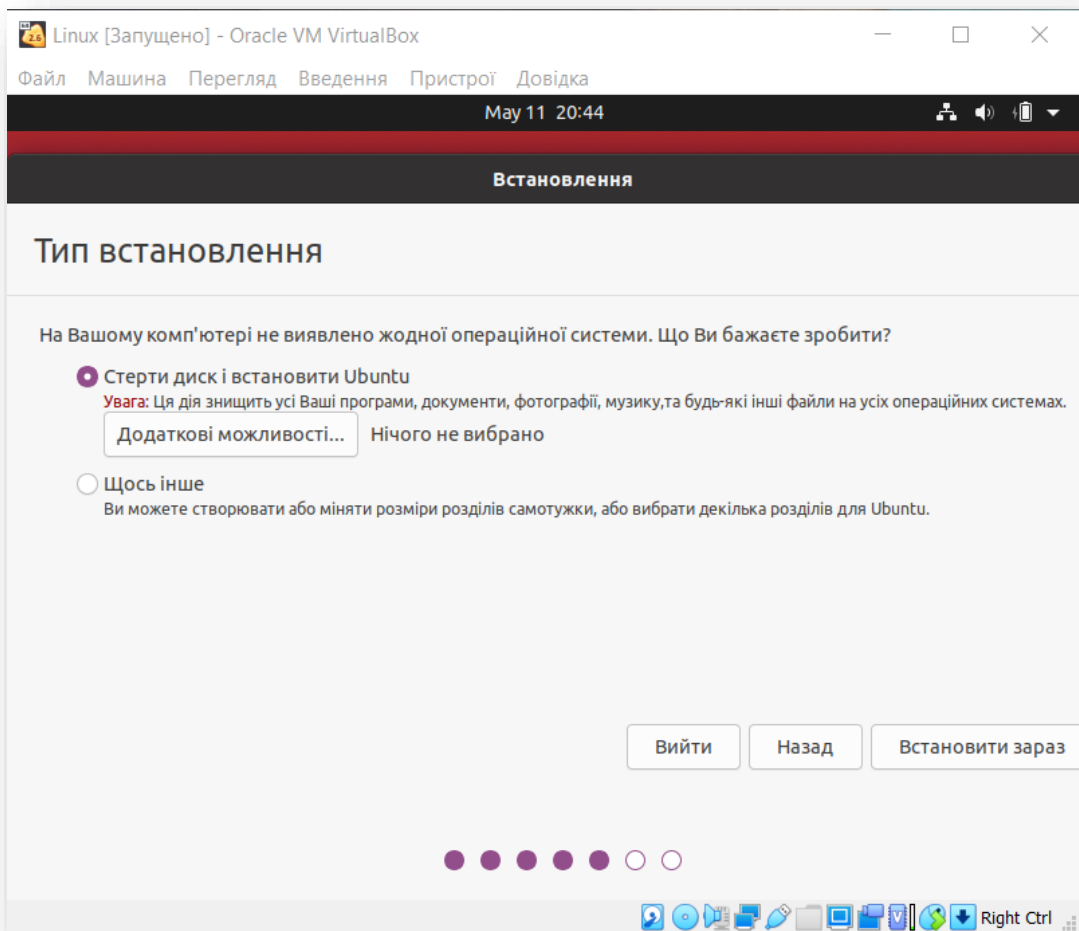 Linux [Запущено] - Oracle VM VirtualBox
Файл Машина Перегляд Введення Пристрої Довідка
May 11 20:44
Встановлення
Тип встановлення
На Вашому комп'ютері не виявлено жодної операційної системи. Що Ви бажаєте зробити?
Стерти диск і встановити Ubuntu
Увага: Ця дія знищить усі Ваші програми, документи, фотографії, музику,та будь-які інші файли на усіх операційних системах.
Додаткові можливості... Нічого не вибрано
Щось інше
Ви можете створювати або міняти розміри розділів самотужки, або вибрати декілька розділів для Ubuntu.
Вийти Назад Встановити зараз
Right Ctrl